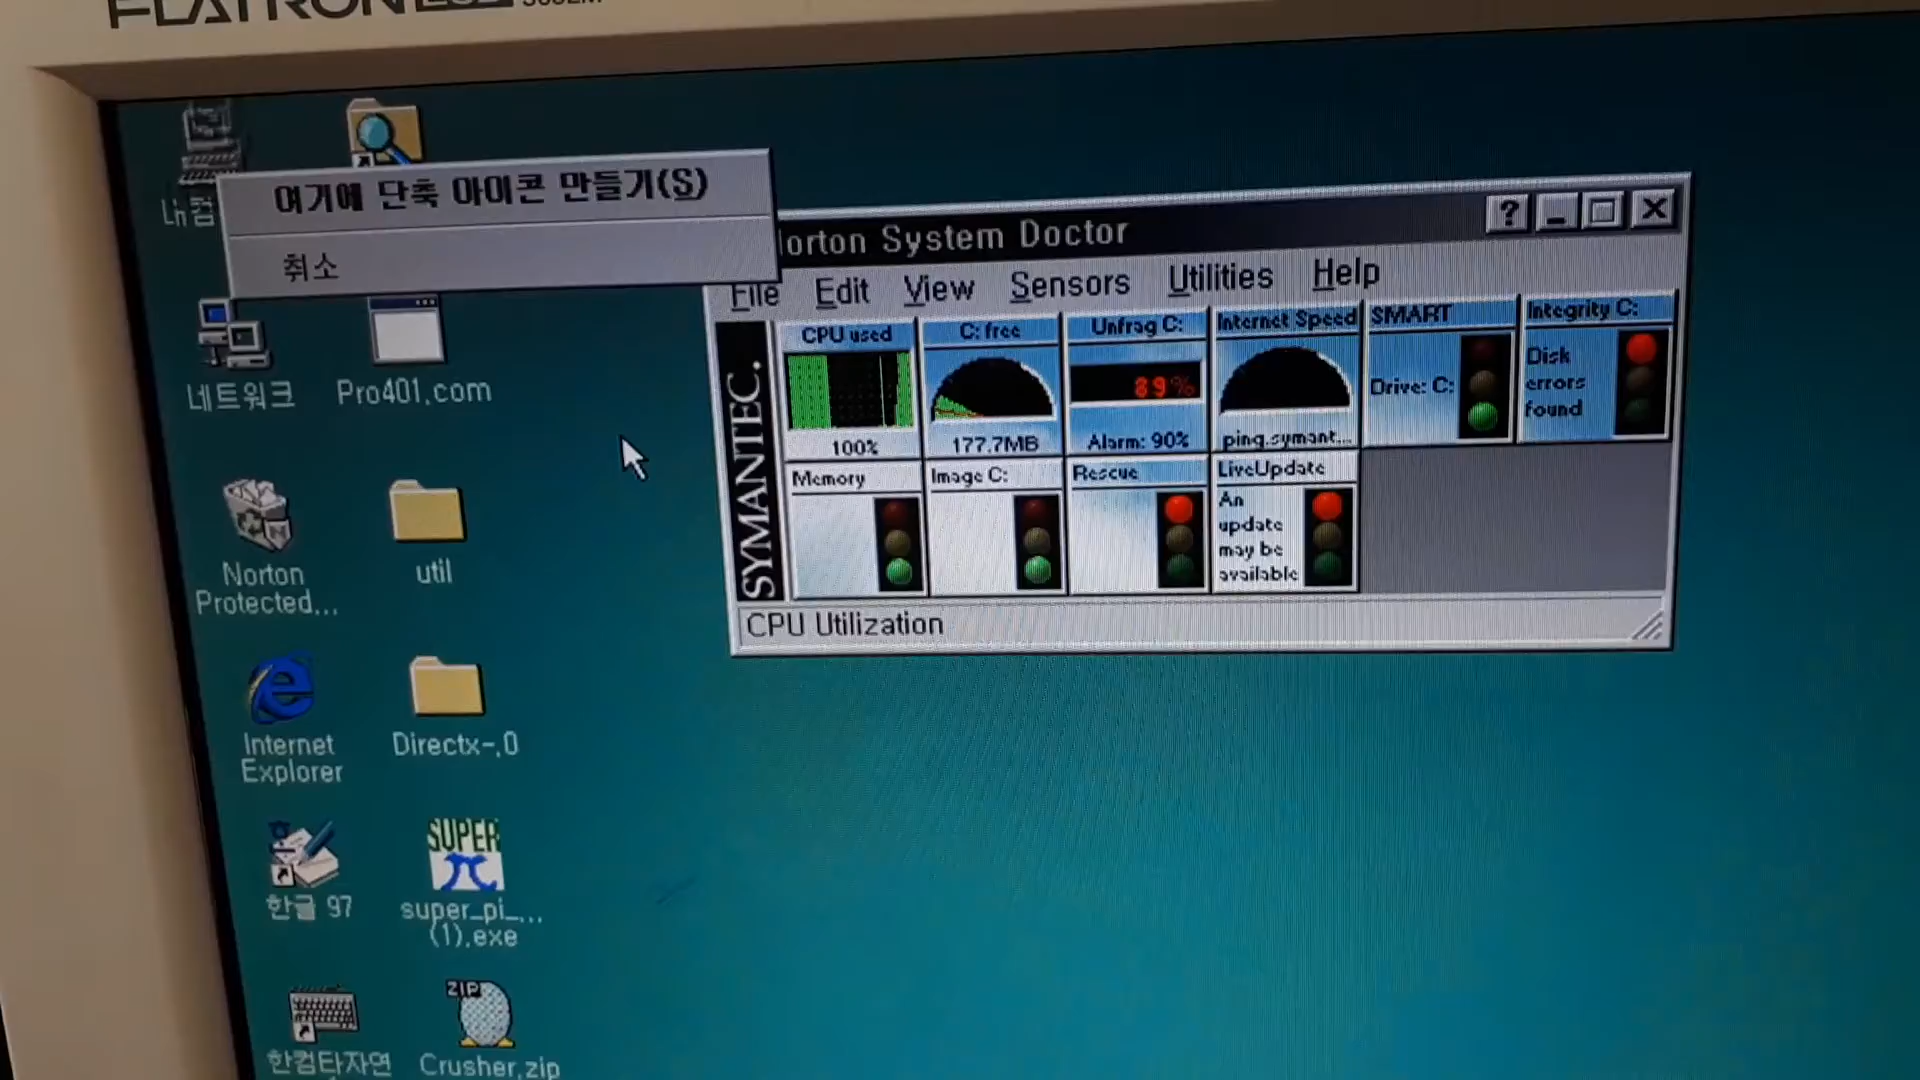 FLATRON
여기에 단축 아이콘 만들기(S)
취소
네트워크
Pro401.com
Norton
Protected...
util
Internet
Explorer
Directx-.0
한글 97
super_pi_...
(1).exe
SUPER
π
ZIP
한컴타자연
Crusher.zip
orton System Doctor
File Edit View Sensors Utilities Help
SYMANTEC.
CPU used
100%
C: free
177.7MB
Unfrag C:
89%
Alarm: 90%
Internet Speed
ping.symant...
SMART
Drive: C:
Integrity C:
Disk
errors
found
Memory
Image C:
Rescue
LiveUpdate
An
update
may be
available
CPU Utilization